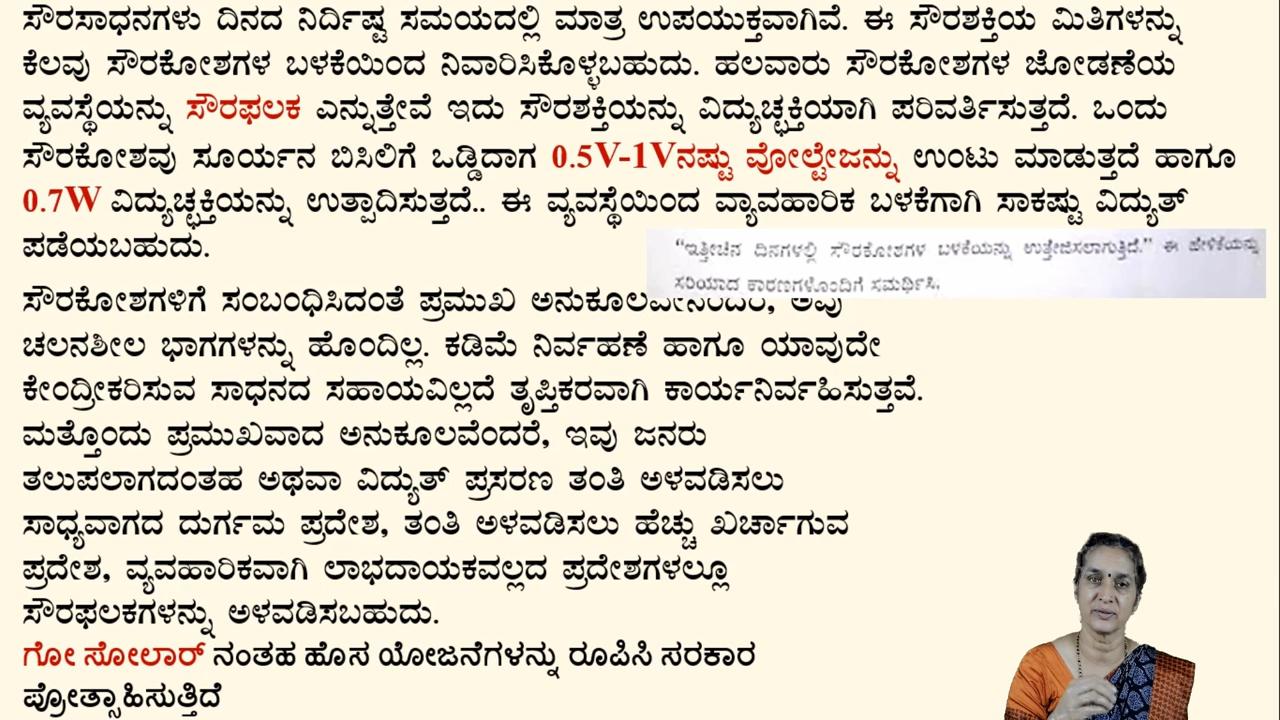 ಸೌರಸಾಧನಗಳು ದಿನದ ನಿರ್ದಿಷ್ಟ ಸಮಯದಲ್ಲಿ ಮಾತ್ರ ಉಪಯುಕ್ತವಾಗಿವೆ. ಈ ಸೌರಶಕ್ತಿಯ ಮಿತಿಗಳನ್ನು
ಕೆಲವು ಸೌರಕೋಶಗಳ ಬಳಕೆಯಿಂದ ನಿವಾರಿಸಿಕೊಳ್ಳಬಹುದು. ಹಲವಾರು ಸೌರಕೋಶಗಳ ಜೋಡಣೆಯ
ವ್ಯವಸ್ಥೆಯನ್ನು ಸೌರಫಲಕ ಎನ್ನುತ್ತೇವೆ ಇದು ಸೌರಶಕ್ತಿಯನ್ನು ವಿದ್ಯುಚ್ಛಕ್ತಿಯಾಗಿ ಪರಿವರ್ತಿಸುತ್ತದೆ. ಒಂದು
ಸೌರಕೋಶವು ಸೂರ್ಯನ ಬಿಸಿಲಿಗೆ ಒಡ್ಡಿದಾಗ 0.5V-1Vನಷ್ಟು ವೋಲ್ಟೇಜನ್ನು ಉಂಟು ಮಾಡುತ್ತದೆ ಹಾಗೂ
0.7W ವಿದ್ಯುಚ್ಛಕ್ತಿಯನ್ನು ಉತ್ಪಾದಿಸುತ್ತದೆ.. ಈ ವ್ಯವಸ್ಥೆಯಿಂದ ವ್ಯಾವಹಾರಿಕ ಬಳಕೆಗಾಗಿ ಸಾಕಷ್ಟು ವಿದ್ಯುತ್
ಪಡೆಯಬಹುದು.
"ಇತ್ತೀಚಿನ ದಿನಗಳಲ್ಲಿ ಸೌರಕೋಶಗಳ ಬಳಕೆಯನ್ನು ಉತ್ತೇಜಿಸಲಾಗುತ್ತಿದೆ." ಈ ಹೇಳಿಕೆಯನ್ನು
ಸರಿಯಾದ ಕಾರಣಗಳೊಂದಿಗೆ ಸಮರ್ಥಿಸಿ.
ಸೌರಕೋಶಗಳಿಗೆ ಸಂಬಂಧಿಸಿದಂತೆ ಪ್ರಮುಖ ಅನುಕೂಲವೇನೆಂದರೆ, ಅವು
ಚಲನಶೀಲ ಭಾಗಗಳನ್ನು ಹೊಂದಿಲ್ಲ. ಕಡಿಮೆ ನಿರ್ವಹಣೆ ಹಾಗೂ ಯಾವುದೇ
ಕೇಂದ್ರೀಕರಿಸುವ ಸಾಧನದ ಸಹಾಯವಿಲ್ಲದೆ ತೃಪ್ತಿಕರವಾಗಿ ಕಾರ್ಯನಿರ್ವಹಿಸುತ್ತವೆ.
ಮತ್ತೊಂದು ಪ್ರಮುಖವಾದ ಅನುಕೂಲವೆಂದರೆ, ಇವು ಜನರು
ತಲುಪಲಾಗದಂತಹ ಅಥವಾ ವಿದ್ಯುತ್ ಪ್ರಸರಣ ತಂತಿ ಅಳವಡಿಸಲು
ಸಾಧ್ಯವಾಗದ ದುರ್ಗಮ ಪ್ರದೇಶ, ತಂತಿ ಅಳವಡಿಸಲು ಹೆಚ್ಚು ಖರ್ಚಾಗುವ
ಪ್ರದೇಶ, ವ್ಯವಹಾರಿಕವಾಗಿ ಲಾಭದಾಯಕವಲ್ಲದ ಪ್ರದೇಶಗಳಲ್ಲೂ
ಸೌರಫಲಕಗಳನ್ನು ಅಳವಡಿಸಬಹುದು.
ಗೋ ಸೋಲಾರ್ ನಂತಹ ಹೊಸ ಯೋಜನೆಗಳನ್ನು ರೂಪಿಸಿ ಸರಕಾರ
ಪ್ರೋತ್ಸಾಹಿಸುತ್ತಿದೆ